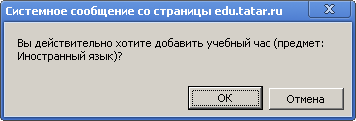 Системное сообщение со страницы edu.tatar.ru
Вы действительно хотите добавить учебный час (предмет:
Иностранный язык)?
OK
Отмена